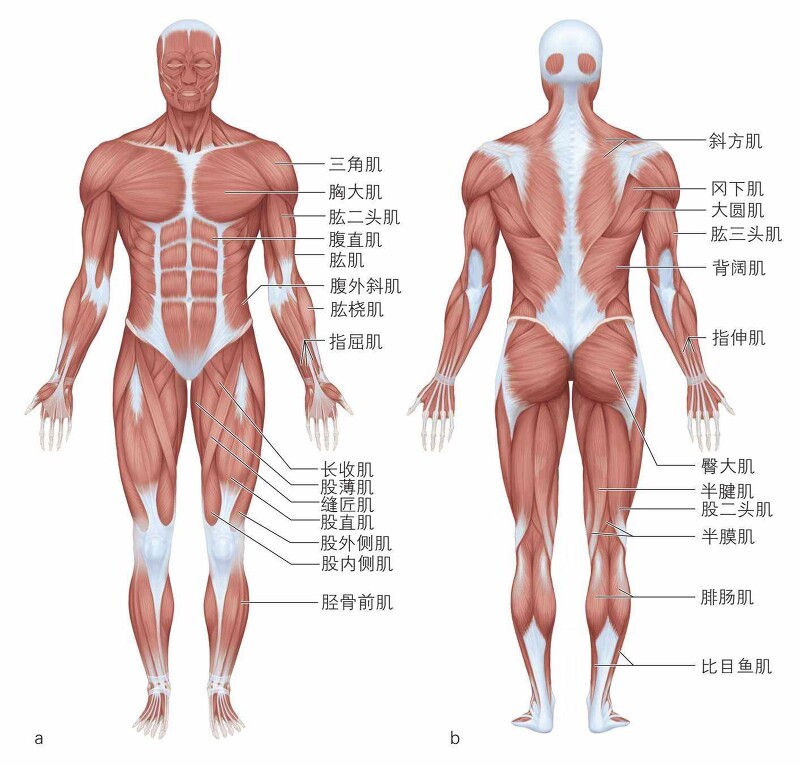 三角肌
胸大肌
肱二头肌
腹直肌
肱肌
腹外斜肌
肱桡肌
指屈肌
长收肌
股薄肌
缝匠肌
股直肌
股外侧肌
股内侧肌
胫骨前肌
a
斜方肌
冈下肌
大圆肌
肱三头肌
背阔肌
指伸肌
臀大肌
半腱肌
股二头肌
半膜肌
腓肠肌
比目鱼肌
b